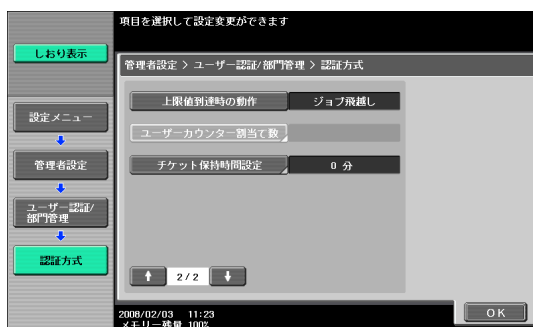 項目を選択して設定変更ができます
しおり表示
管理者設定 > ユーザー認証/部門管理 > 認証方式
上限値到達時の動作
ジョブ飛越し
設定メニュー
ユーザーカウンター割当て数
管理者設定
チケット保持時間設定
0 分
ユーザー認証/
部門管理
認証方式
2/2
2008/02/03 11:23
メモリー残量 100%
OK